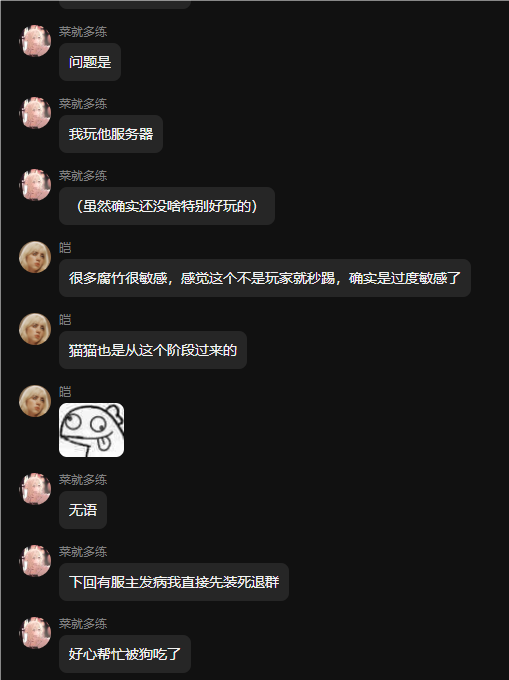 菜就多练
问题是
菜就多练
我玩他服务器
菜就多练
（虽然确实还没啥特别好玩的）
皑
很多腐竹很敏感，感觉这个不是玩家就秒踢，确实是过度敏感了
皑
猫猫也是从这个阶段过来的
皑
菜就多练
无语
菜就多练
下回有服主发病我直接先装死退群
菜就多练
好心帮忙被狗吃了